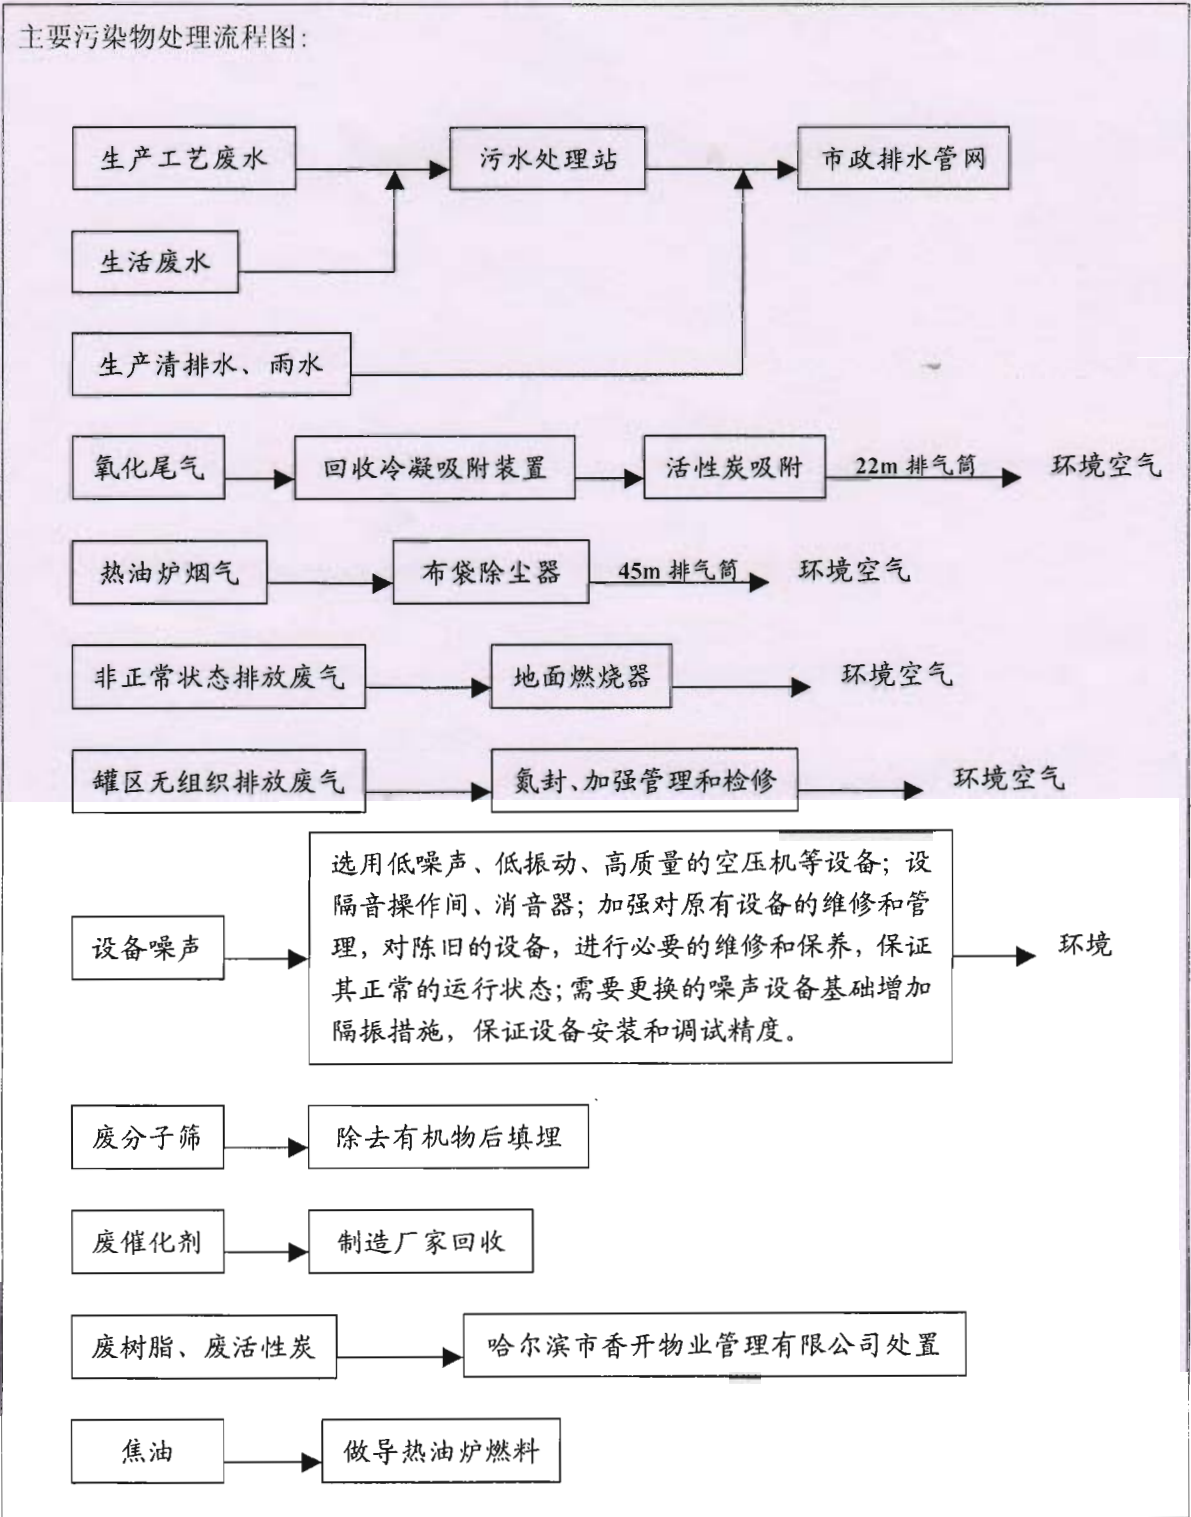 主要污染物处理流程图:
生产工艺废水
污水处理站
市政排水管网
生活废水
生产清排水、雨水
氧化尾气
回收冷凝吸附装置
活性炭吸附
22m 排气筒
环境空气
热油炉烟气
布袋除尘器
45m 排气筒
环境空气
非正常状态排放废气
地面燃烧器
环境空气
罐区无组织排放废气
氮封、加强管理和检修
环境空气
设备噪声
选用低噪声、低振动、高质量的空压机等设备；设
隔音操作间、消音器；加强对原有设备的维修和管
理，对陈旧的设备，进行必要的维修和保养，保证
其正常的运行状态；需要更换的噪声设备基础增加
隔振措施，保证设备安装和调试精度。
环境
废分子筛
除去有机物后填埋
废催化剂
制造厂家回收
废树脂、废活性炭
哈尔滨市香开物业管理有限公司处置
焦油
做导热油炉燃料